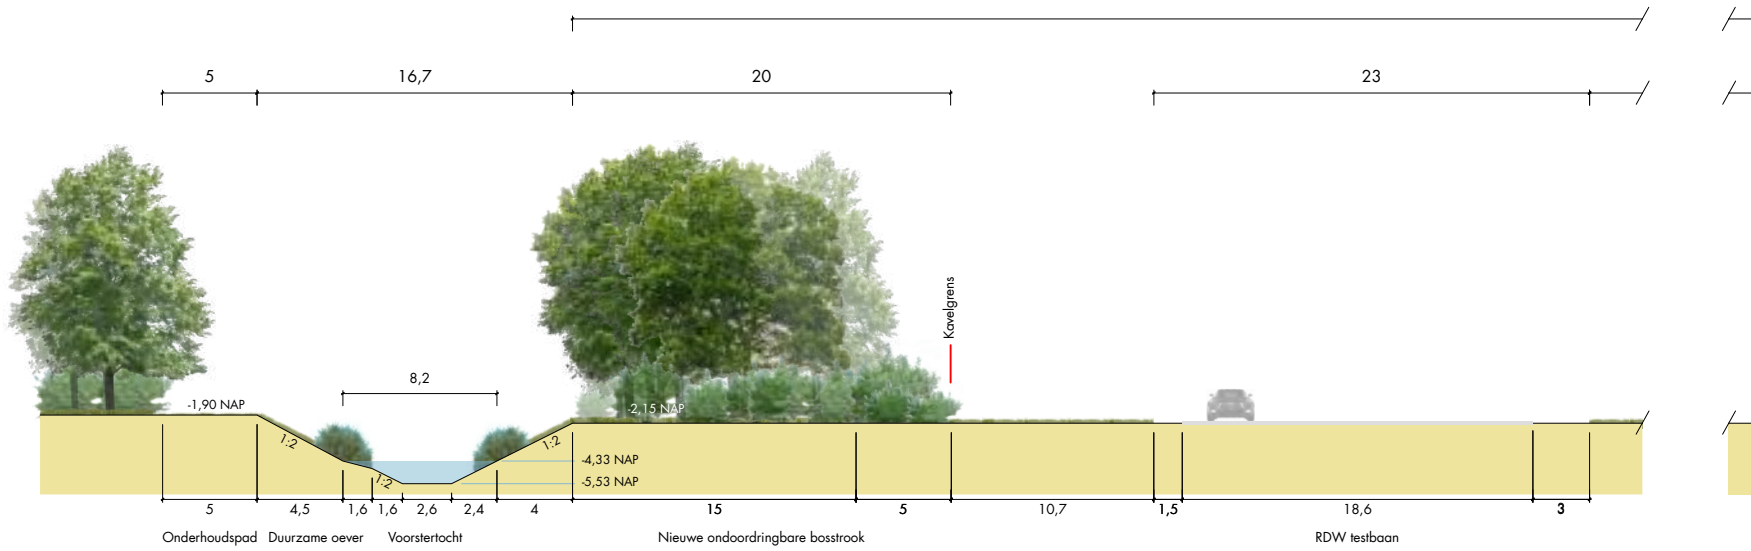 5 16,7 20 23
Kavelgrens
8,2
-1,90 NAP -2,15 NAP
1:2 1:2
-4,33 NAP
1:2 -5,53 NAP
5 4,5 1,6 1,6 2,6 2,4 4 15 5 10,7 1,5 18,6 3
Onderhoudspad Duurzame oever Voorstertocht Nieuwe ondoordringbare bosstrook RDW testbaan